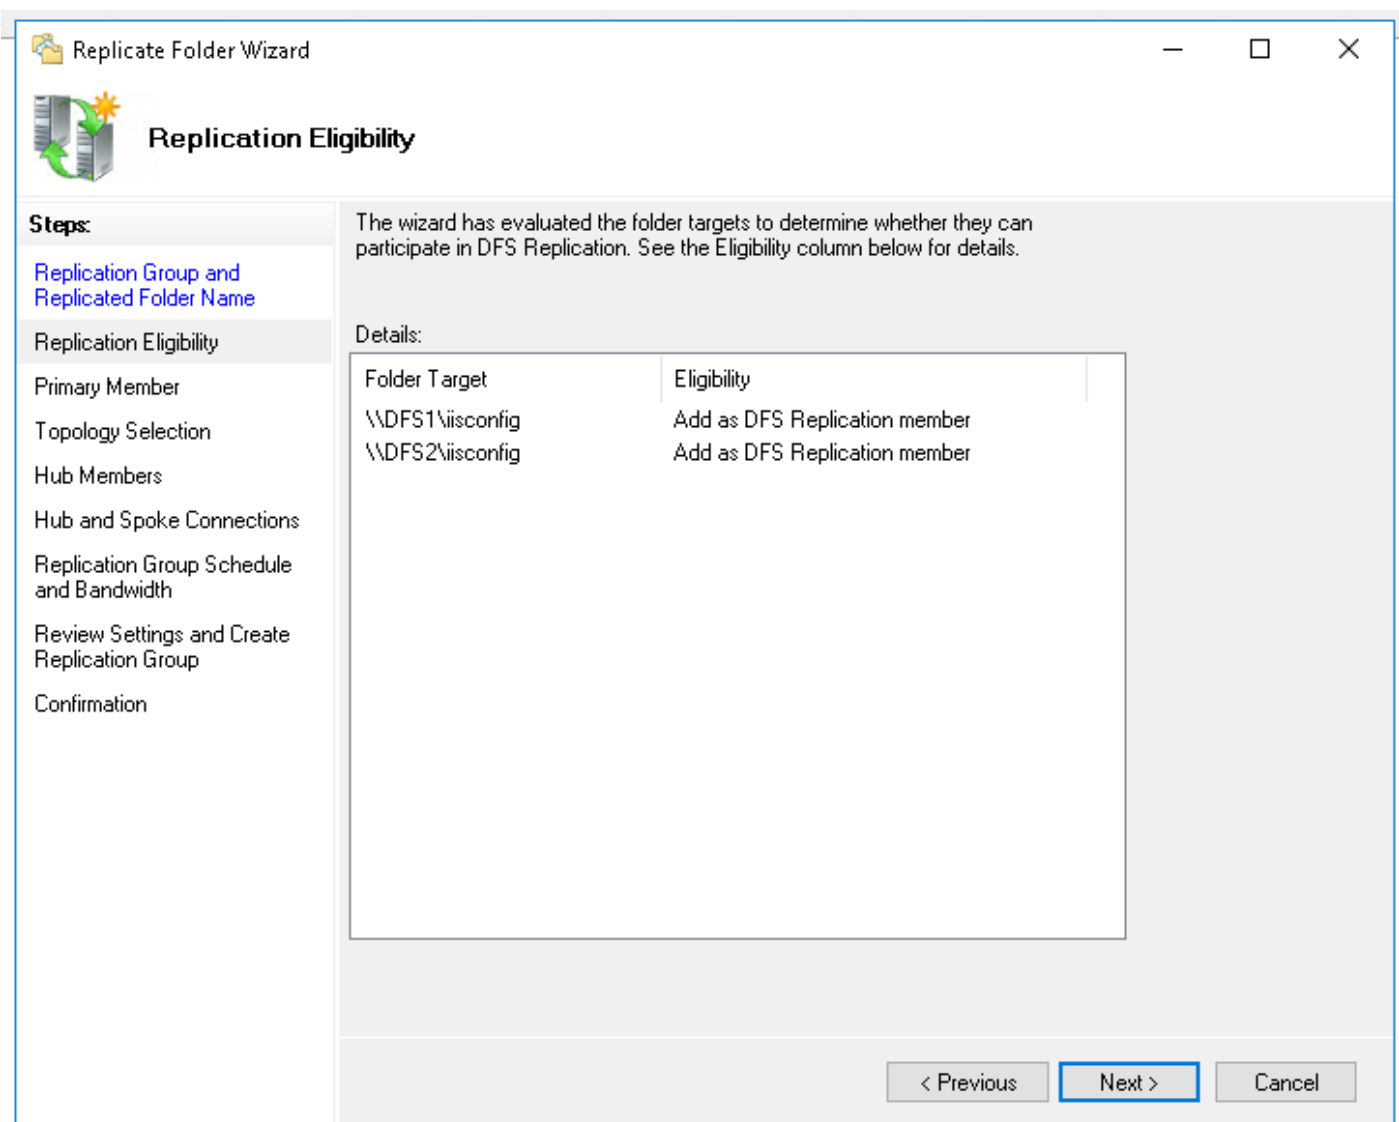 Replicate Folder Wizard
Replication Eligibility
Steps:
Replication Group and
Replicated Folder Name
Replication Eligibility
Primary Member
Topology Selection
Hub Members
Hub and Spoke Connections
Replication Group Schedule
and Bandwidth
Review Settings and Create
Replication Group
Confirmation
The wizard has evaluated the folder targets to determine whether they can
participate in DFS Replication. See the Eligibility column below for details.
Details:
Folder Target Eligibility
\\DFS1\iisconfig Add as DFS Replication member
\\DFS2\iisconfig Add as DFS Replication member
< Previous Next > Cancel